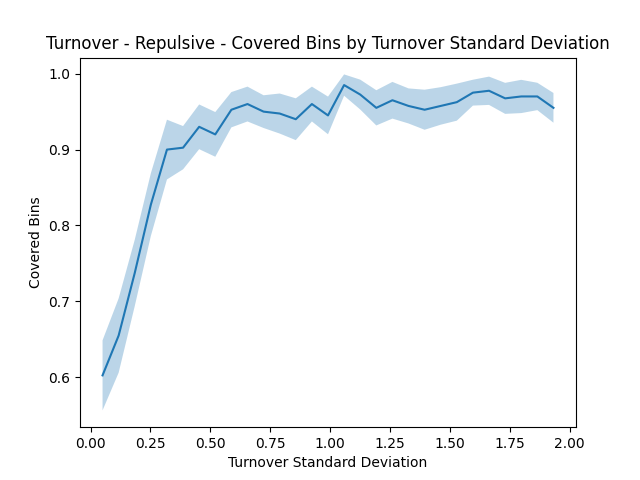 Turnover - Repulsive - Covered Bins by Turnover Standard Deviation
1.0
0.9
0.8
0.7
0.6
Covered Bins
0.00 0.25 0.50 0.75 1.00 1.25 1.50 1.75 2.00
Turnover Standard Deviation